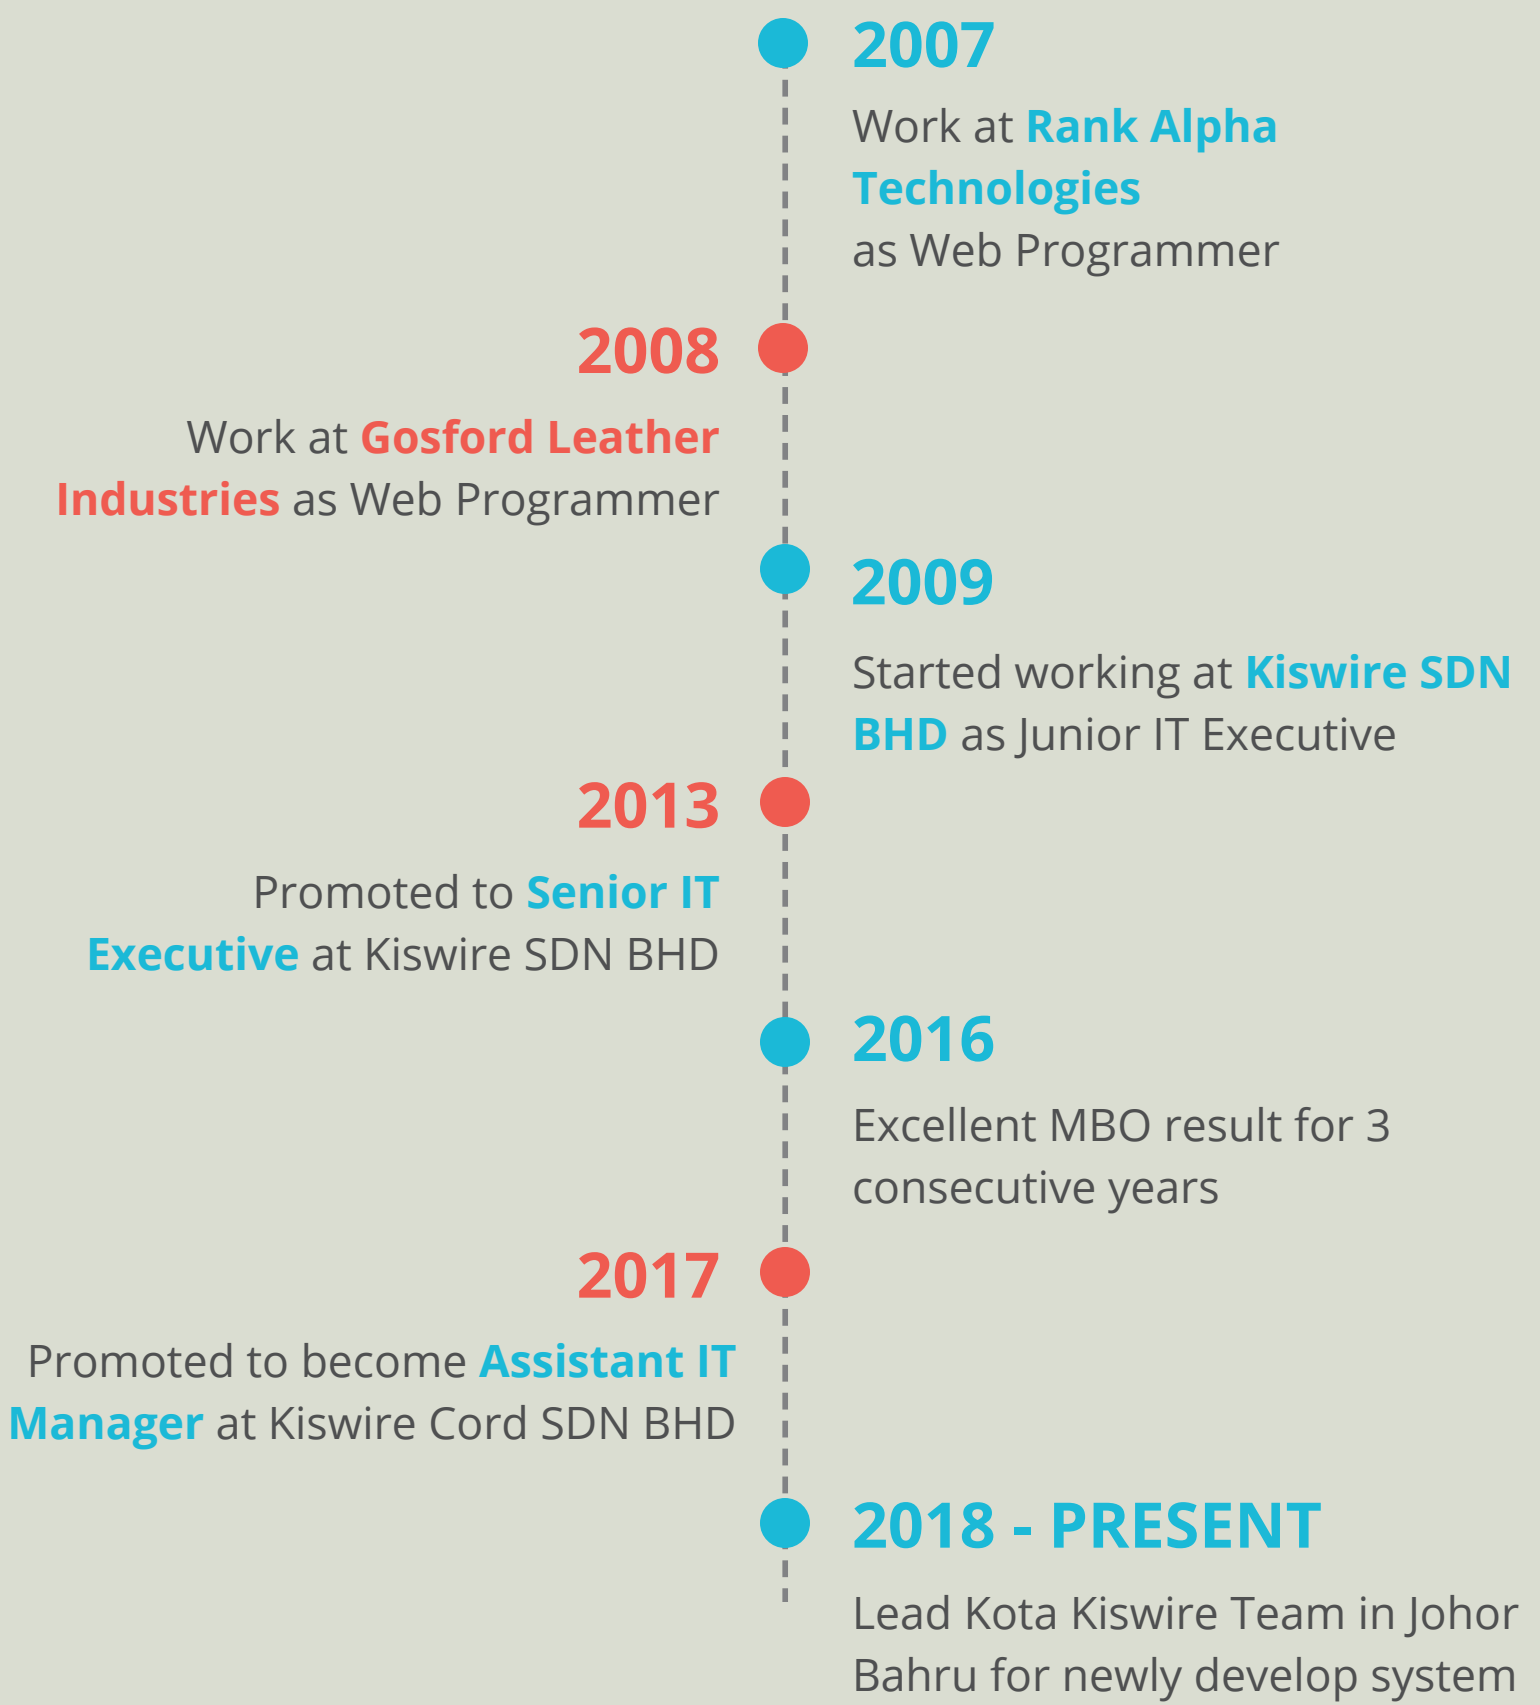 2007
Work at Rank Alpha
Technologies
as Web Programmer
2008
Work at Gosford Leather
Industries as Web Programmer
2009
Started working at Kiswire SDN
BHD as Junior IT Executive
2013
Promoted to Senior IT
Executive at Kiswire SDN BHD
2016
Excellent MBO result for 3
consecutive years
2017
Promoted to become Assistant IT
Manager at Kiswire Cord SDN BHD
2018 - PRESENT
Lead Kota Kiswire Team in Johor
Bahru for newly develop system